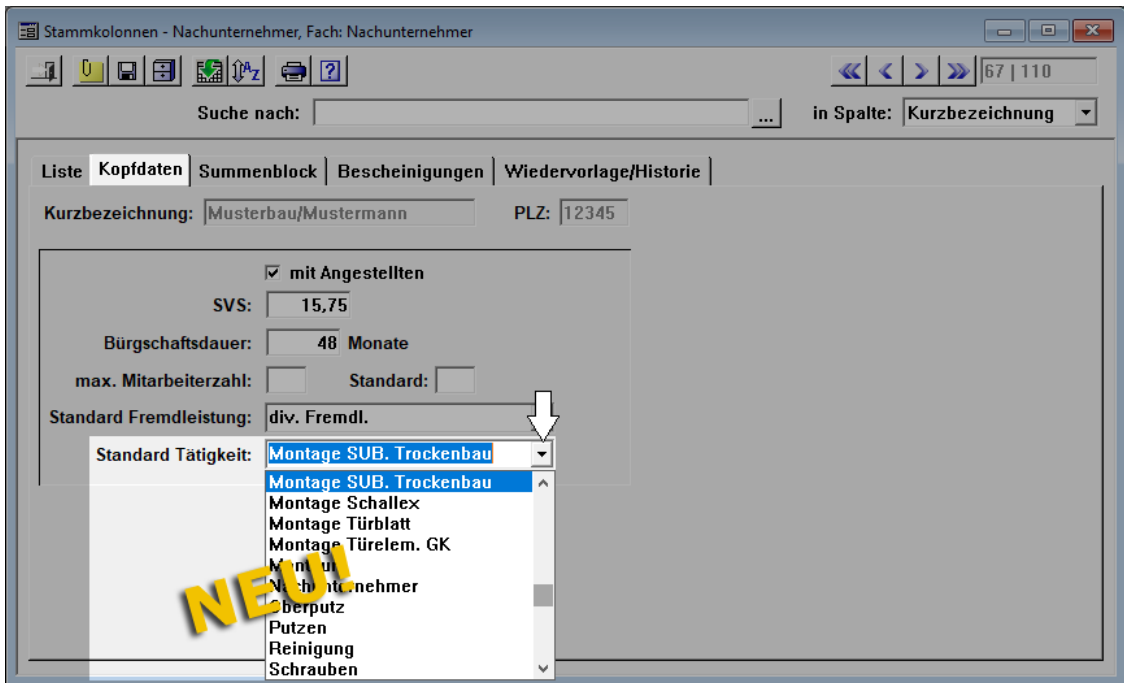 Stammkolonnen - Nachunternehmer, Fach: Nachunternehmer
67 | 110
Suche nach: ... in Spalte: Kurzbezeichnung
Liste Kopfdaten Summenblock Bescheinigungen Wiedervorlage/Historie
Kurzbezeichnung: Musterbau/Mustermann PLZ: 12345
mit Angestellten
SVS: 15,75
Bürgschaftsdauer: 48 Monate
max. Mitarbeiterzahl: Standard:
Standard Fremdleistung: div. Fremdl.
Standard Tätigkeit: Montage SUB. Trockenbau
Montage SUB. Trockenbau
Montage Schallex
Montage Türblatt
Montage Türelem. GK
Nachunternehmer
Oberputz
Putzen
Reinigung
Schrauben
NEU!